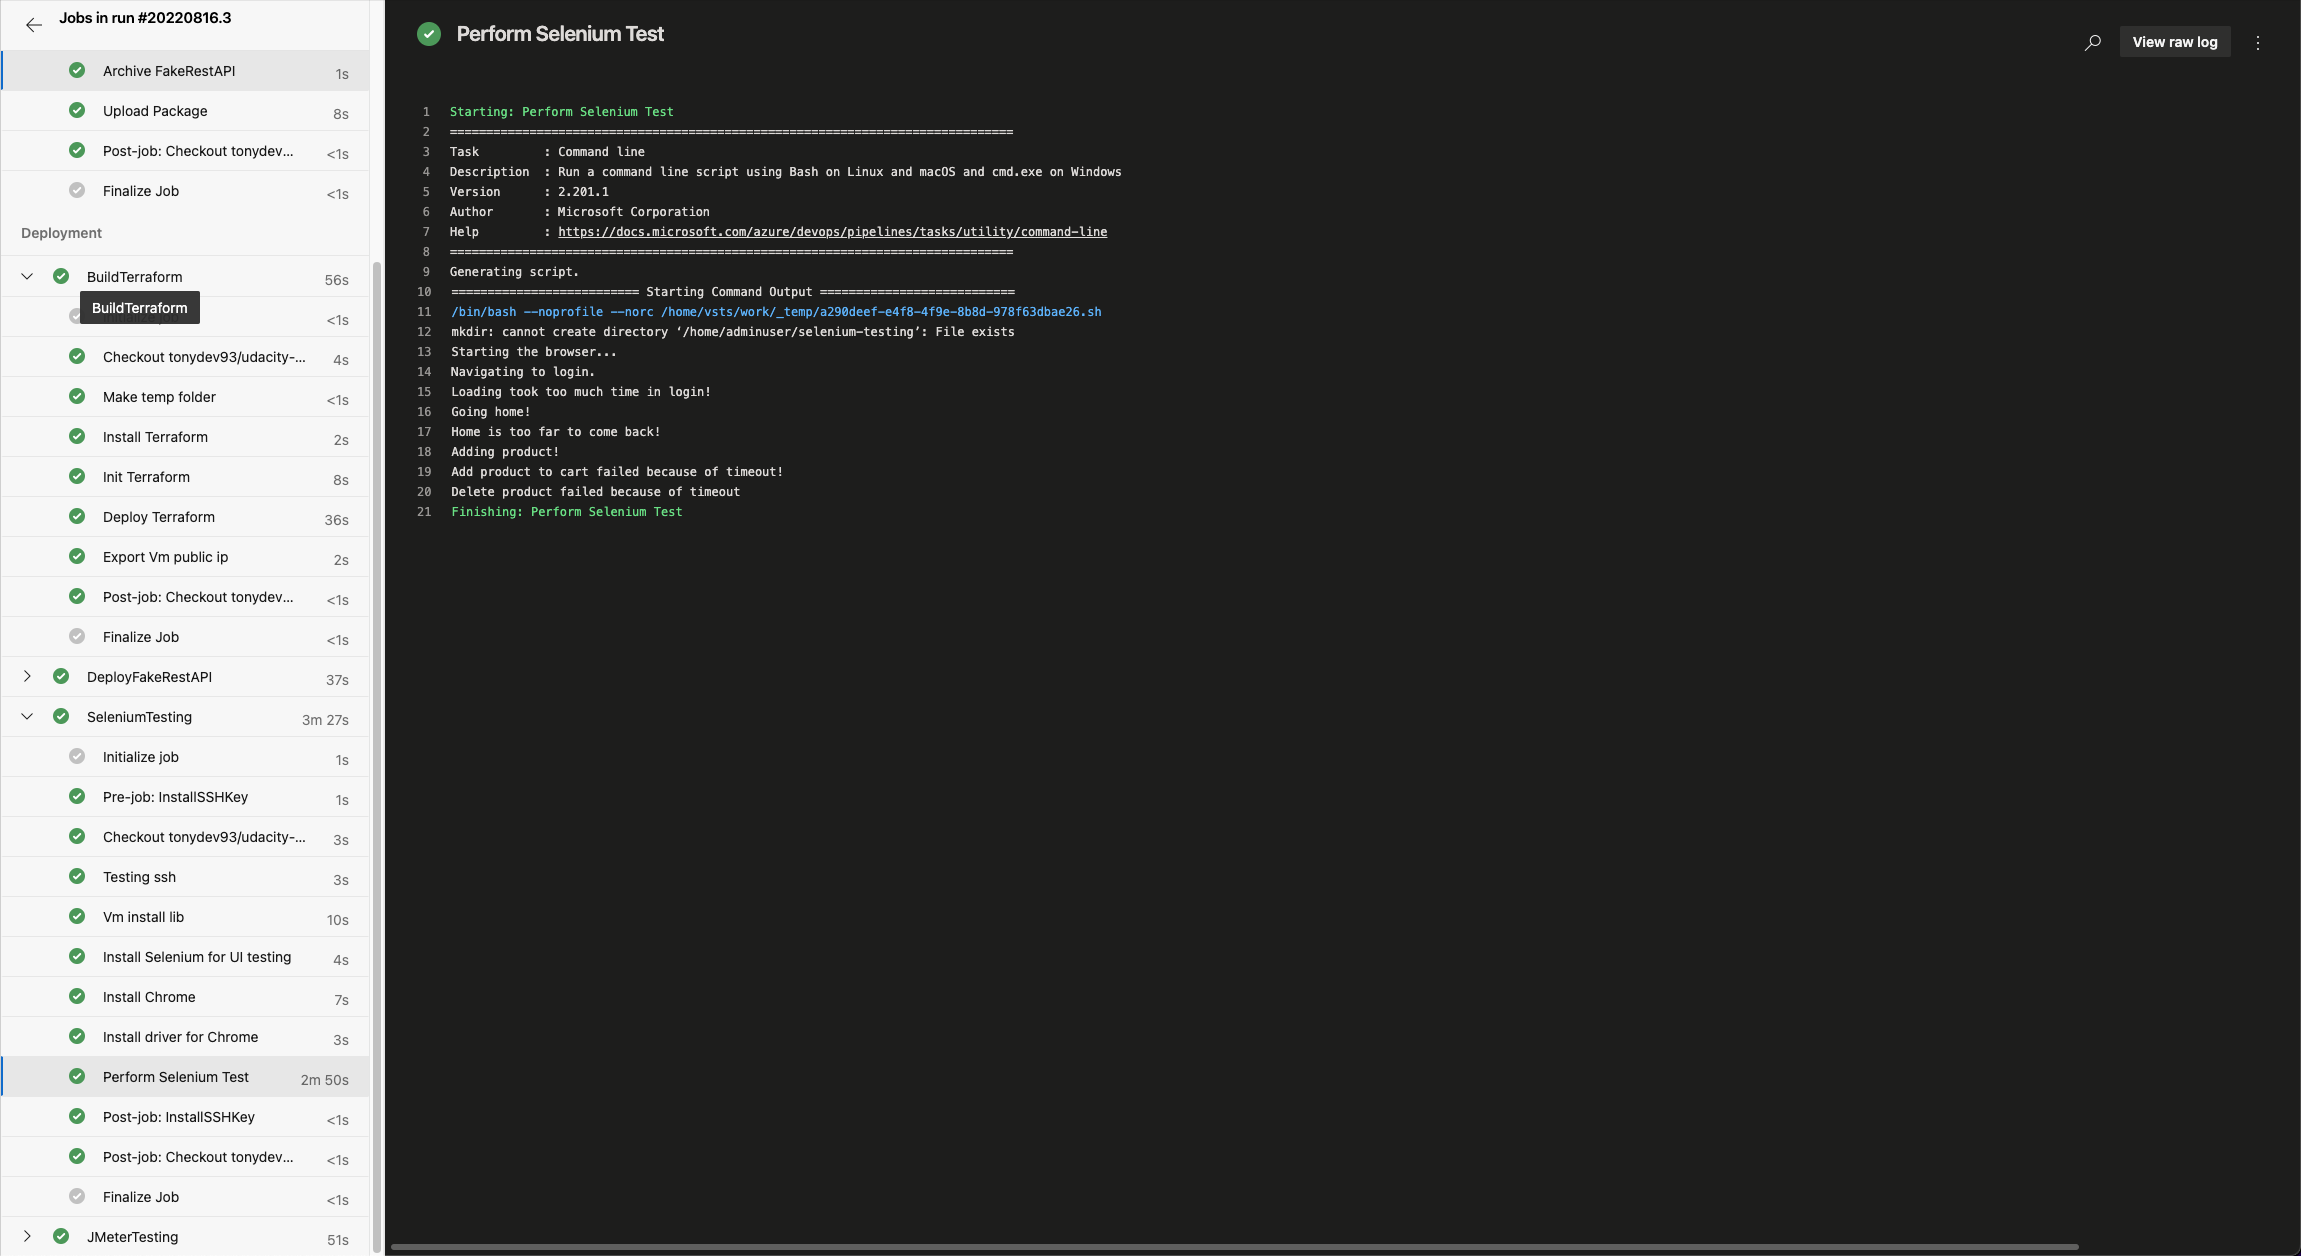 Jobs in run #20220816.3
Archive FakeRestAPI 1s
Upload Package 8s
Post-job: Checkout tonydev... <1s
Finalize Job <1s
Deployment
BuildTerraform 56s
BuildTerraform
<1s
Checkout tonydev93/udacity-... 4s
Make temp folder <1s
Install Terraform 2s
Init Terraform 8s
Deploy Terraform 36s
Export Vm public ip 2s
Post-job: Checkout tonydev... <1s
Finalize Job <1s
DeployFakeRestAPI 37s
SeleniumTesting 3m 27s
Initialize job 1s
Pre-job: InstallSSHKey 1s
Checkout tonydev93/udacity-... 3s
Testing ssh 3s
Vm install lib 10s
Install Selenium for UI testing 4s
Install Chrome 7s
Install driver for Chrome 3s
Perform Selenium Test 2m 50s
Post-job: InstallSSHKey <1s
Post-job: Checkout tonydev... <1s
Finalize Job <1s
JMeterTesting 51s
Perform Selenium Test
View raw log
1 Starting: Perform Selenium Test
2 ==============================================================================
3 Task : Command line
4 Description : Run a command line script using Bash on Linux and macOS and cmd.exe on Windows
5 Version : 2.201.1
6 Author : Microsoft Corporation
7 Help : https://docs.microsoft.com/azure/devops/pipelines/tasks/utility/command-line
8 ==============================================================================
9 Generating script.
10 ========================== Starting Command Output ===========================
11 /bin/bash --noprofile --norc /home/vsts/work/_temp/a290deef-e4f8-4f9e-8b8d-978f63dbae26.sh
12 mkdir: cannot create directory ‘/home/adminuser/selenium-testing’: File exists
13 Starting the browser...
14 Navigating to login.
15 Loading took too much time in login!
16 Going home!
17 Home is too far to come back!
18 Adding product!
19 Add product to cart failed because of timeout!
20 Delete product failed because of timeout
21 Finishing: Perform Selenium Test